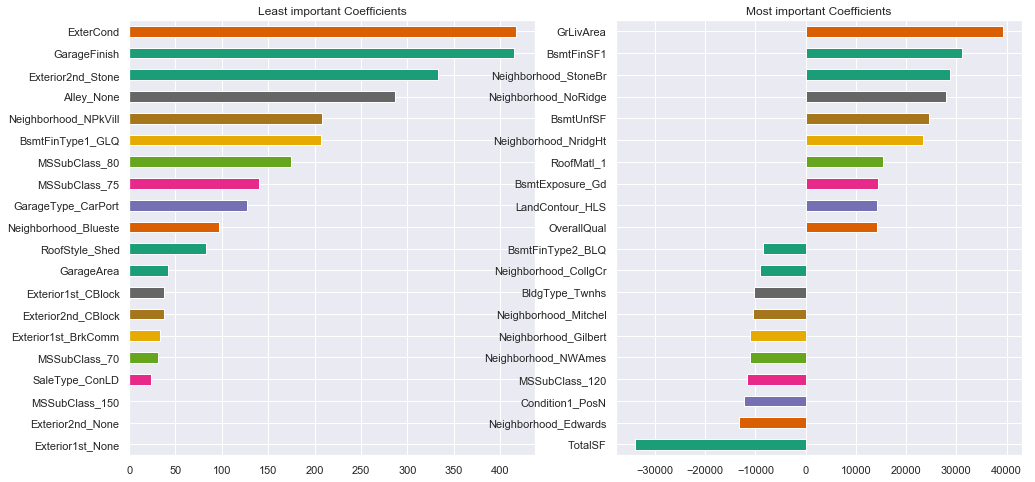 Least important Coefficients
ExterCond
GarageFinish
Exterior2nd_Stone
Alley_None
Neighborhood_NPkVill
BsmtFinType1_GLQ
MSSubClass_80
MSSubClass_75
GarageType_CarPort
Neighborhood_Blueste
RoofStyle_Shed
GarageArea
Exterior1st_CBlock
Exterior2nd_CBlock
Exterior1st_BrkComm
MSSubClass_70
SaleType_ConLD
MSSubClass_150
Exterior2nd_None
Exterior1st_None
0 50 100 150 200 250 300 350 400
Most important Coefficients
GrLivArea
BsmtFinSF1
Neighborhood_StoneBr
Neighborhood_NoRidge
BsmtUnfSF
Neighborhood_NridgHt
RoofMatl_1
BsmtExposure_Gd
LandContour_HLS
OverallQual
BsmtFinType2_BLQ
Neighborhood_CollgCr
BldgType_Twnhs
Neighborhood_Mitchel
Neighborhood_Gilbert
Neighborhood_NWAmes
MSSubClass_120
Condition1_PosN
Neighborhood_Edwards
TotalSF
−30000 −20000 −10000 0 10000 20000 30000 40000